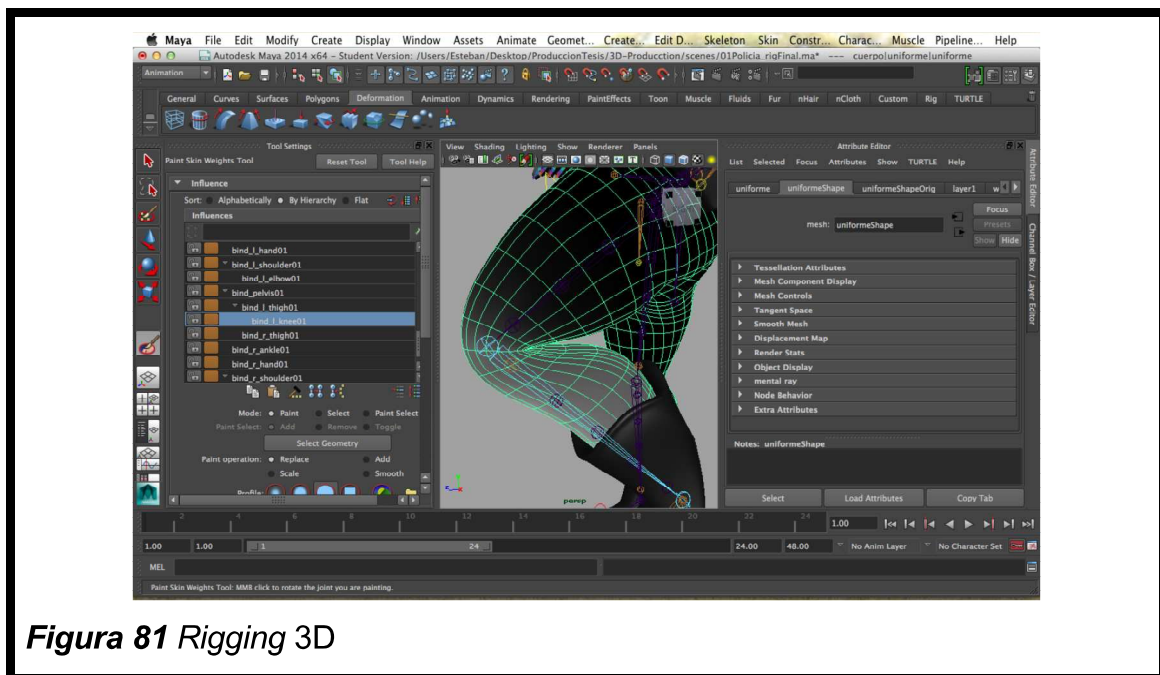 Maya File Edit Modify Create Display Window Assets Animate Geomet... Create... Edit D... Skeleton Skin Constr... Charac... Muscle Pipeline... Help
Autodesk Maya 2014 x64 - Student Version: /Users/Esteban/Desktop/ProduccionTesis/3D-Producction/scenes/01Policia_rigFinal.ma* --- cuerpo|uniforme|uniforme
Animation
General Curves Surfaces Polygons Deformation Animation Dynamics Rendering PaintEffects Toon Muscle Fluids Fur nHair nCloth Custom Rig TURTLE
Tool Settings
Paint Skin Weights Tool Reset Tool Tool Help
Influence
Sort: Alphabetically By Hierarchy Flat
Influences
bind_l_hand01
bind_l_shoulder01
bind_l_elbow01
bind_pelvis01
bind_l_thigh01
bind_l_knee01
bind_r_thigh01
bind_r_ankle01
bind_r_hand01
bind_r_shoulder01
Mode: Paint Select Paint Select
Paint Select: Add Remove Toggle
Select Geometry
Paint operation: Replace Add
Scale Smooth
Profile:
View Shading Lighting Show Renderer Panels
persp
Attribute Editor
List Selected Focus Attributes Show TURTLE Help
uniforme uniformeShape uniformeShapeOrig layer1 w
mesh: uniformeShape
Focus
Presets
Show Hide
Tessellation Attributes
Mesh Component Display
Mesh Controls
Tangent Space
Smooth Mesh
Displacement Map
Render Stats
Object Display
mental ray
Node Behavior
Extra Attributes
Notes: uniformeShape
Select Load Attributes Copy Tab
Attribute Editor
Channel Box / Layer Editor
2 4 6 8 10 12 14 16 18 20 22 24 1.00
1.00 1.00 1 24 24.00 48.00 No Anim Layer No Character Set
MEL
Paint Skin Weights Tool: MMB click to rotate the joint you are painting.
Figura 81 Rigging 3D